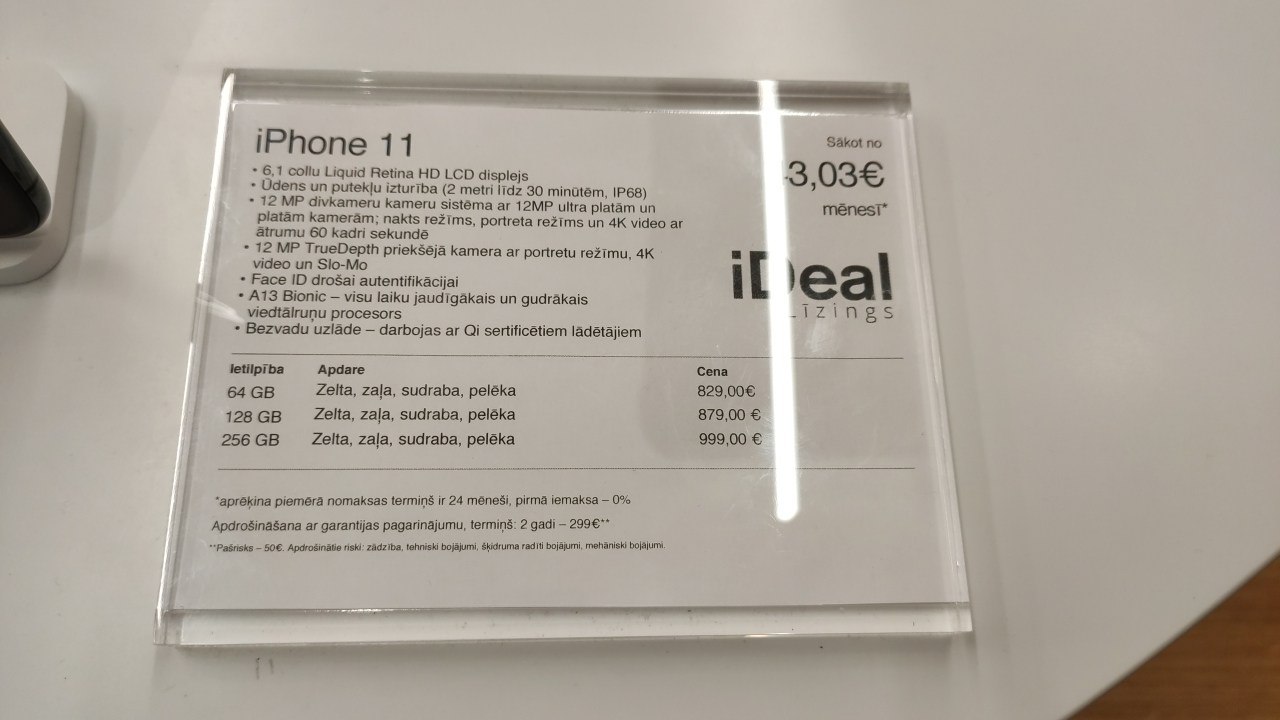 iPhone 11
• 6,1 collu Liquid Retina HD LCD displejs
• Ūdens un putekļu izturība (2 metri līdz 30 minūtēm, IP68)
• 12 MP divkameru kameru sistēma ar 12MP ultra platām un
platām kamerām; nakts režīms, portreta režīms un 4K video ar
ātrumu 60 kadri sekundē
• 12 MP TrueDepth priekšējā kamera ar portretu režīmu, 4K
video un Slo-Mo
• Face ID drošai autentifikācijai
• A13 Bionic – visu laiku jaudīgākais un gudrākais
viedtālruņu procesors
• Bezvadu uzlāde – darbojas ar Qi sertificētiem lādētājiem
Sākot no
3,03€
mēnesī*
iDeal
līzings
Ietilpība Apdare Cena
64 GB Zelta, zaļa, sudraba, pelēka 829,00€
128 GB Zelta, zaļa, sudraba, pelēka 879,00 €
256 GB Zelta, zaļa, sudraba, pelēka 999,00 €
*aprēķina piemērā nomaksas termiņš ir 24 mēneši, pirmā iemaksa – 0%
Apdrošināšana ar garantijas pagarinājumu, termiņš: 2 gadi – 299€**
**Pašrisks – 50€. Apdrošinātie riski: zādzība, tehniski bojājumi, šķidruma radīti bojājumi, mehāniski bojājumi.